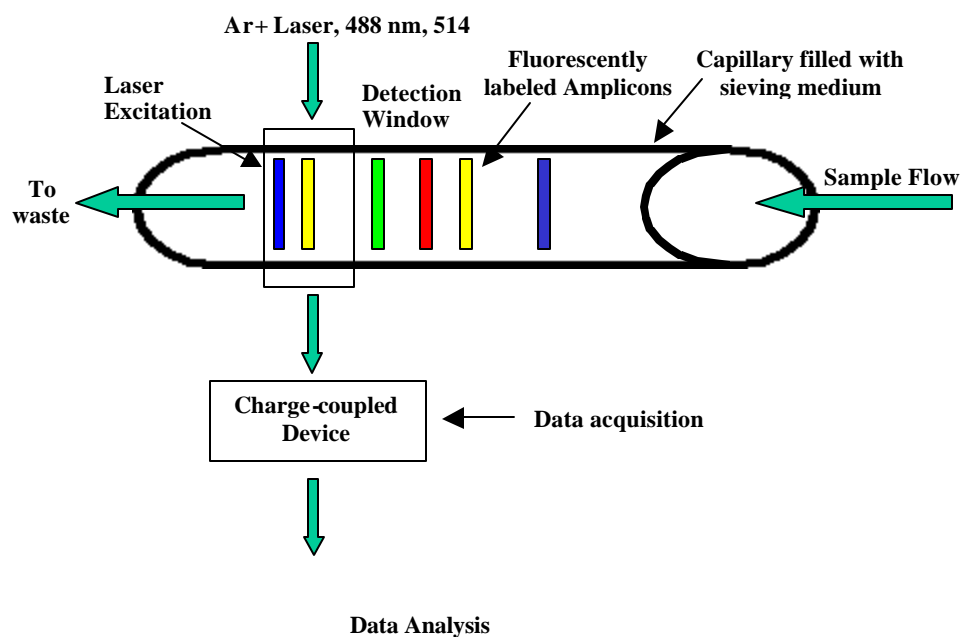 Ar+ Laser, 488 nm, 514
Laser
Excitation
Detection
Window
Fluorescently
labeled Amplicons
Capillary filled with
sieving medium
To
waste
Sample Flow
Charge-coupled
Device
Data acquisition
Data Analysis